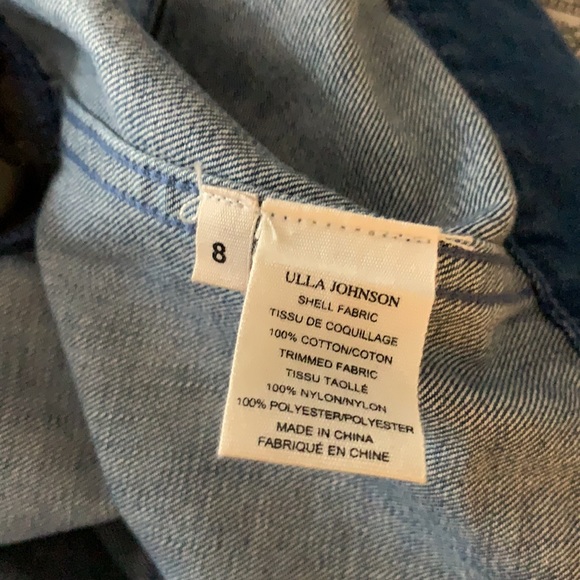 8
ULLA JOHNSON
SHELL FABRIC
TISSU DE COQUILLAGE
100% COTTON/COTON
TRIMMED FABRIC
TISSU TAOLLÉ
100% NYLON/NYLON
100% POLYESTER/POLYESTER
MADE IN CHINA
FABRIQUÉ EN CHINE